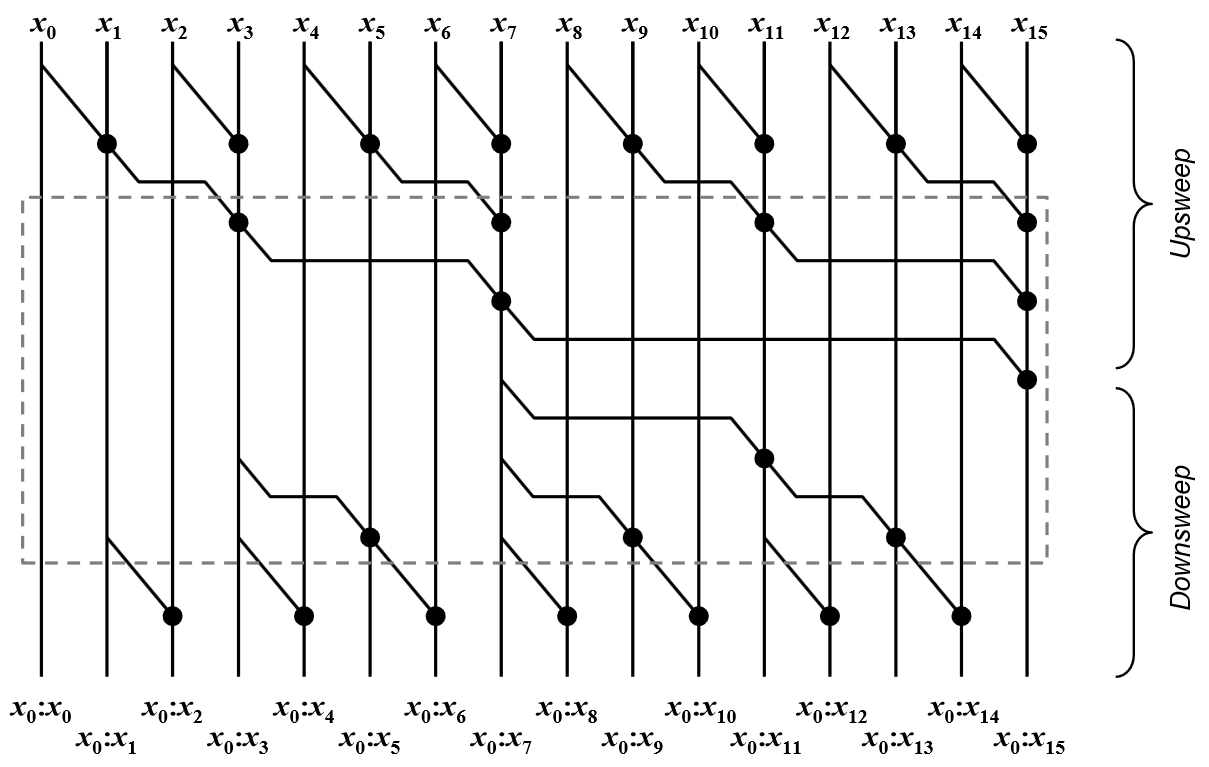 x₀ x₁ x₂ x₃ x₄ x₅ x₆ x₇ x₈ x₉ x₁₀ x₁₁ x₁₂ x₁₃ x₁₄ x₁₅
Upsweep
Downsweep
x₀:x₀ x₀:x₂ x₀:x₄ x₀:x₆ x₀:x₈ x₀:x₁₀ x₀:x₁₂ x₀:x₁₄
x₀:x₁ x₀:x₃ x₀:x₅ x₀:x₇ x₀:x₉ x₀:x₁₁ x₀:x₁₃ x₀:x₁₅